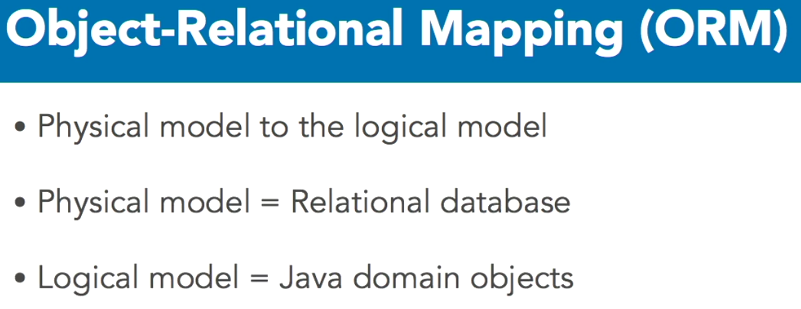 Object-Relational Mapping (ORM)
• Physical model to the logical model
• Physical model = Relational database
• Logical model = Java domain objects